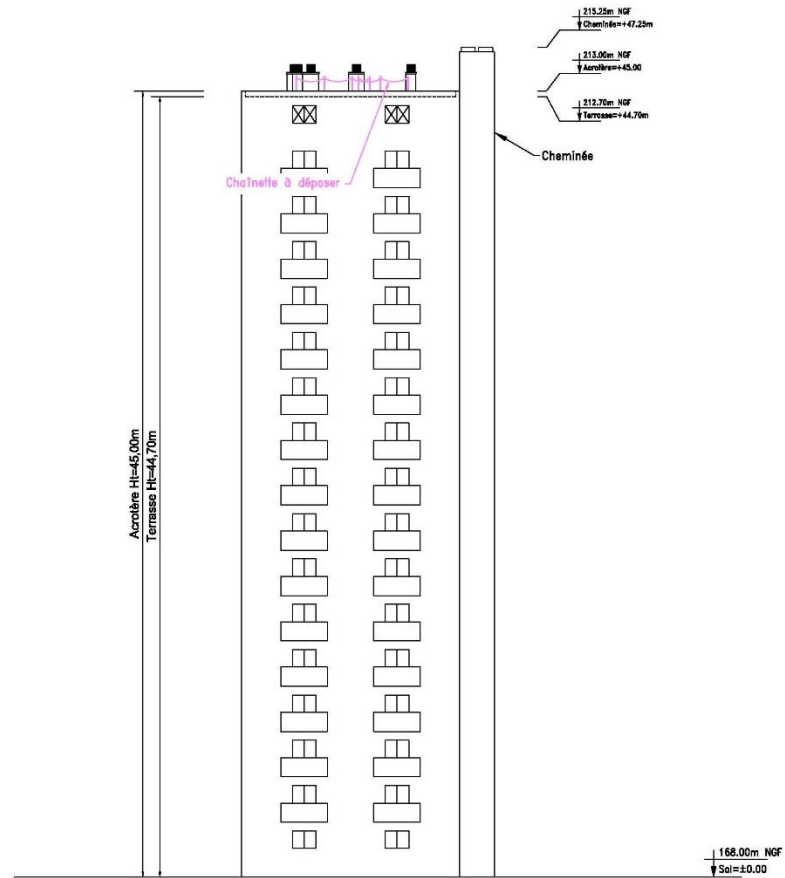 215.25m NGF
Cheminée=+47.25m
213.00m NGF
Acrotère=+45.00
212.70m NGF
Terrasse=+44.70m
Cheminée
Chaînette à déposer
Acrotère Ht=45,00m
Terrasse Ht=44,70m
168.00m NGF
Sol=±0.00